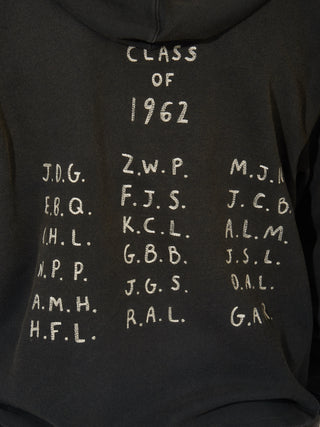 CLASS
OF
1962
J.D.G.
E.B.Q.
H.L.
P.P.
A.M.H.
H.F.L.
Z.W.P.
F.J.S.
K.C.L.
G.B.B.
J.G.S.
R.A.L.
M.J.
J.C.B.
A.L.M.
J.S.L.
D.A.L.
G.A.R.